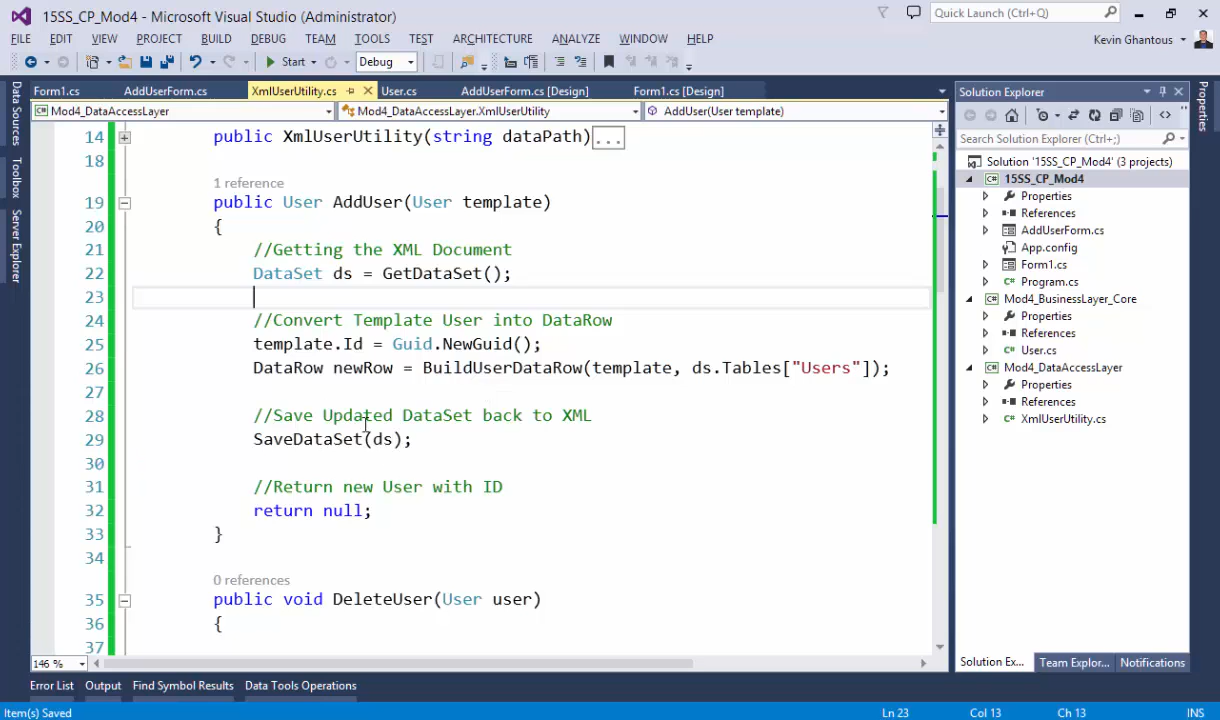 15SS_CP_Mod4 - Microsoft Visual Studio (Administrator)
Quick Launch (Ctrl+Q)
FILE EDIT VIEW PROJECT BUILD DEBUG TEAM TOOLS TEST ARCHITECTURE ANALYZE WINDOW HELP
Kevin Ghantous
Start Debug
Form1.cs AddUserForm.cs XmlUserUtility.cs User.cs AddUserForm.cs [Design] Form1.cs [Design]
Mod4_DataAccessLayer Mod4_DataAccessLayer.XmlUserUtility AddUser(User template)
Data Sources
Toolbox
Server Explorer
14 public XmlUserUtility(string dataPath)...
18
1 reference
19 public User AddUser(User template)
20 {
21 //Getting the XML Document
22 DataSet ds = GetDataSet();
23
24 //Convert Template User into DataRow
25 template.Id = Guid.NewGuid();
26 DataRow newRow = BuildUserDataRow(template, ds.Tables["Users"]);
27
28 //Save Updated DataSet back to XML
29 SaveDataSet(ds);
30
31 //Return new User with ID
32 return null;
33 }
34
0 references
35 public void DeleteUser(User user)
36 {
37
146 %
Solution Explorer
Search Solution Explorer (Ctrl+;)
Solution '15SS_CP_Mod4' (3 projects)
C# 15SS_CP_Mod4
Properties
References
AddUserForm.cs
App.config
Form1.cs
C# Program.cs
C# Mod4_BusinessLayer_Core
Properties
References
C# User.cs
C# Mod4_DataAccessLayer
Properties
References
C# XmlUserUtility.cs
Solution Ex... Team Explor... Notifications
Properties
Error List Output Find Symbol Results Data Tools Operations
Item(s) Saved Ln 23 Col 13 Ch 13 INS